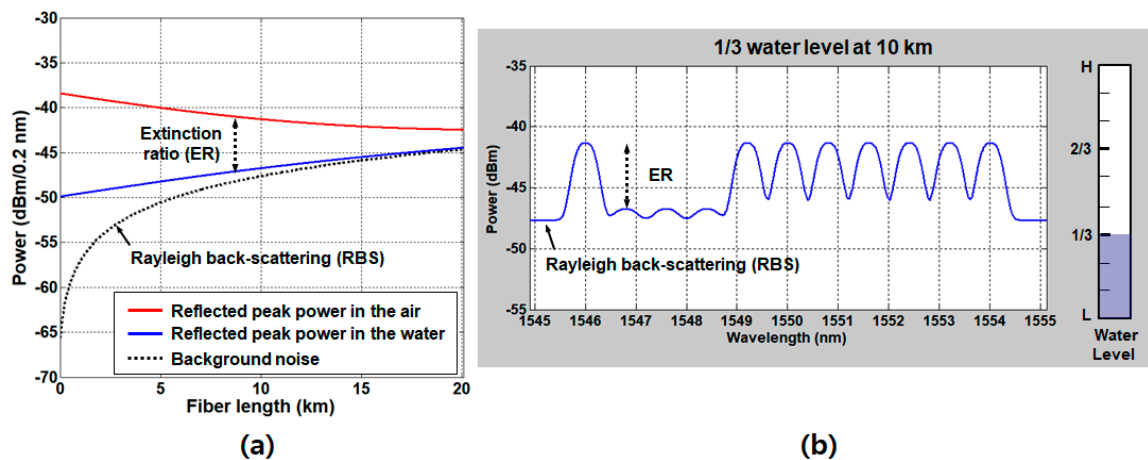 -30
-35
-40
-45
-50
-55
-60
-65
-70
Power (dBm/0.2 nm)
Extinction
ratio (ER)
Rayleigh back-scattering (RBS)
Reflected peak power in the air
Reflected peak power in the water
Background noise
0 5 10 15 20
Fiber length (km)
(a)
1/3 water level at 10 km
-35
-40
-45
-50
-55
Power (dBm)
ER
Rayleigh back-scattering (RBS)
1545 1546 1547 1548 1549 1550 1551 1552 1553 1554 1555
Wavelength (nm)
H
2/3
1/3
L
Water
Level
(b)